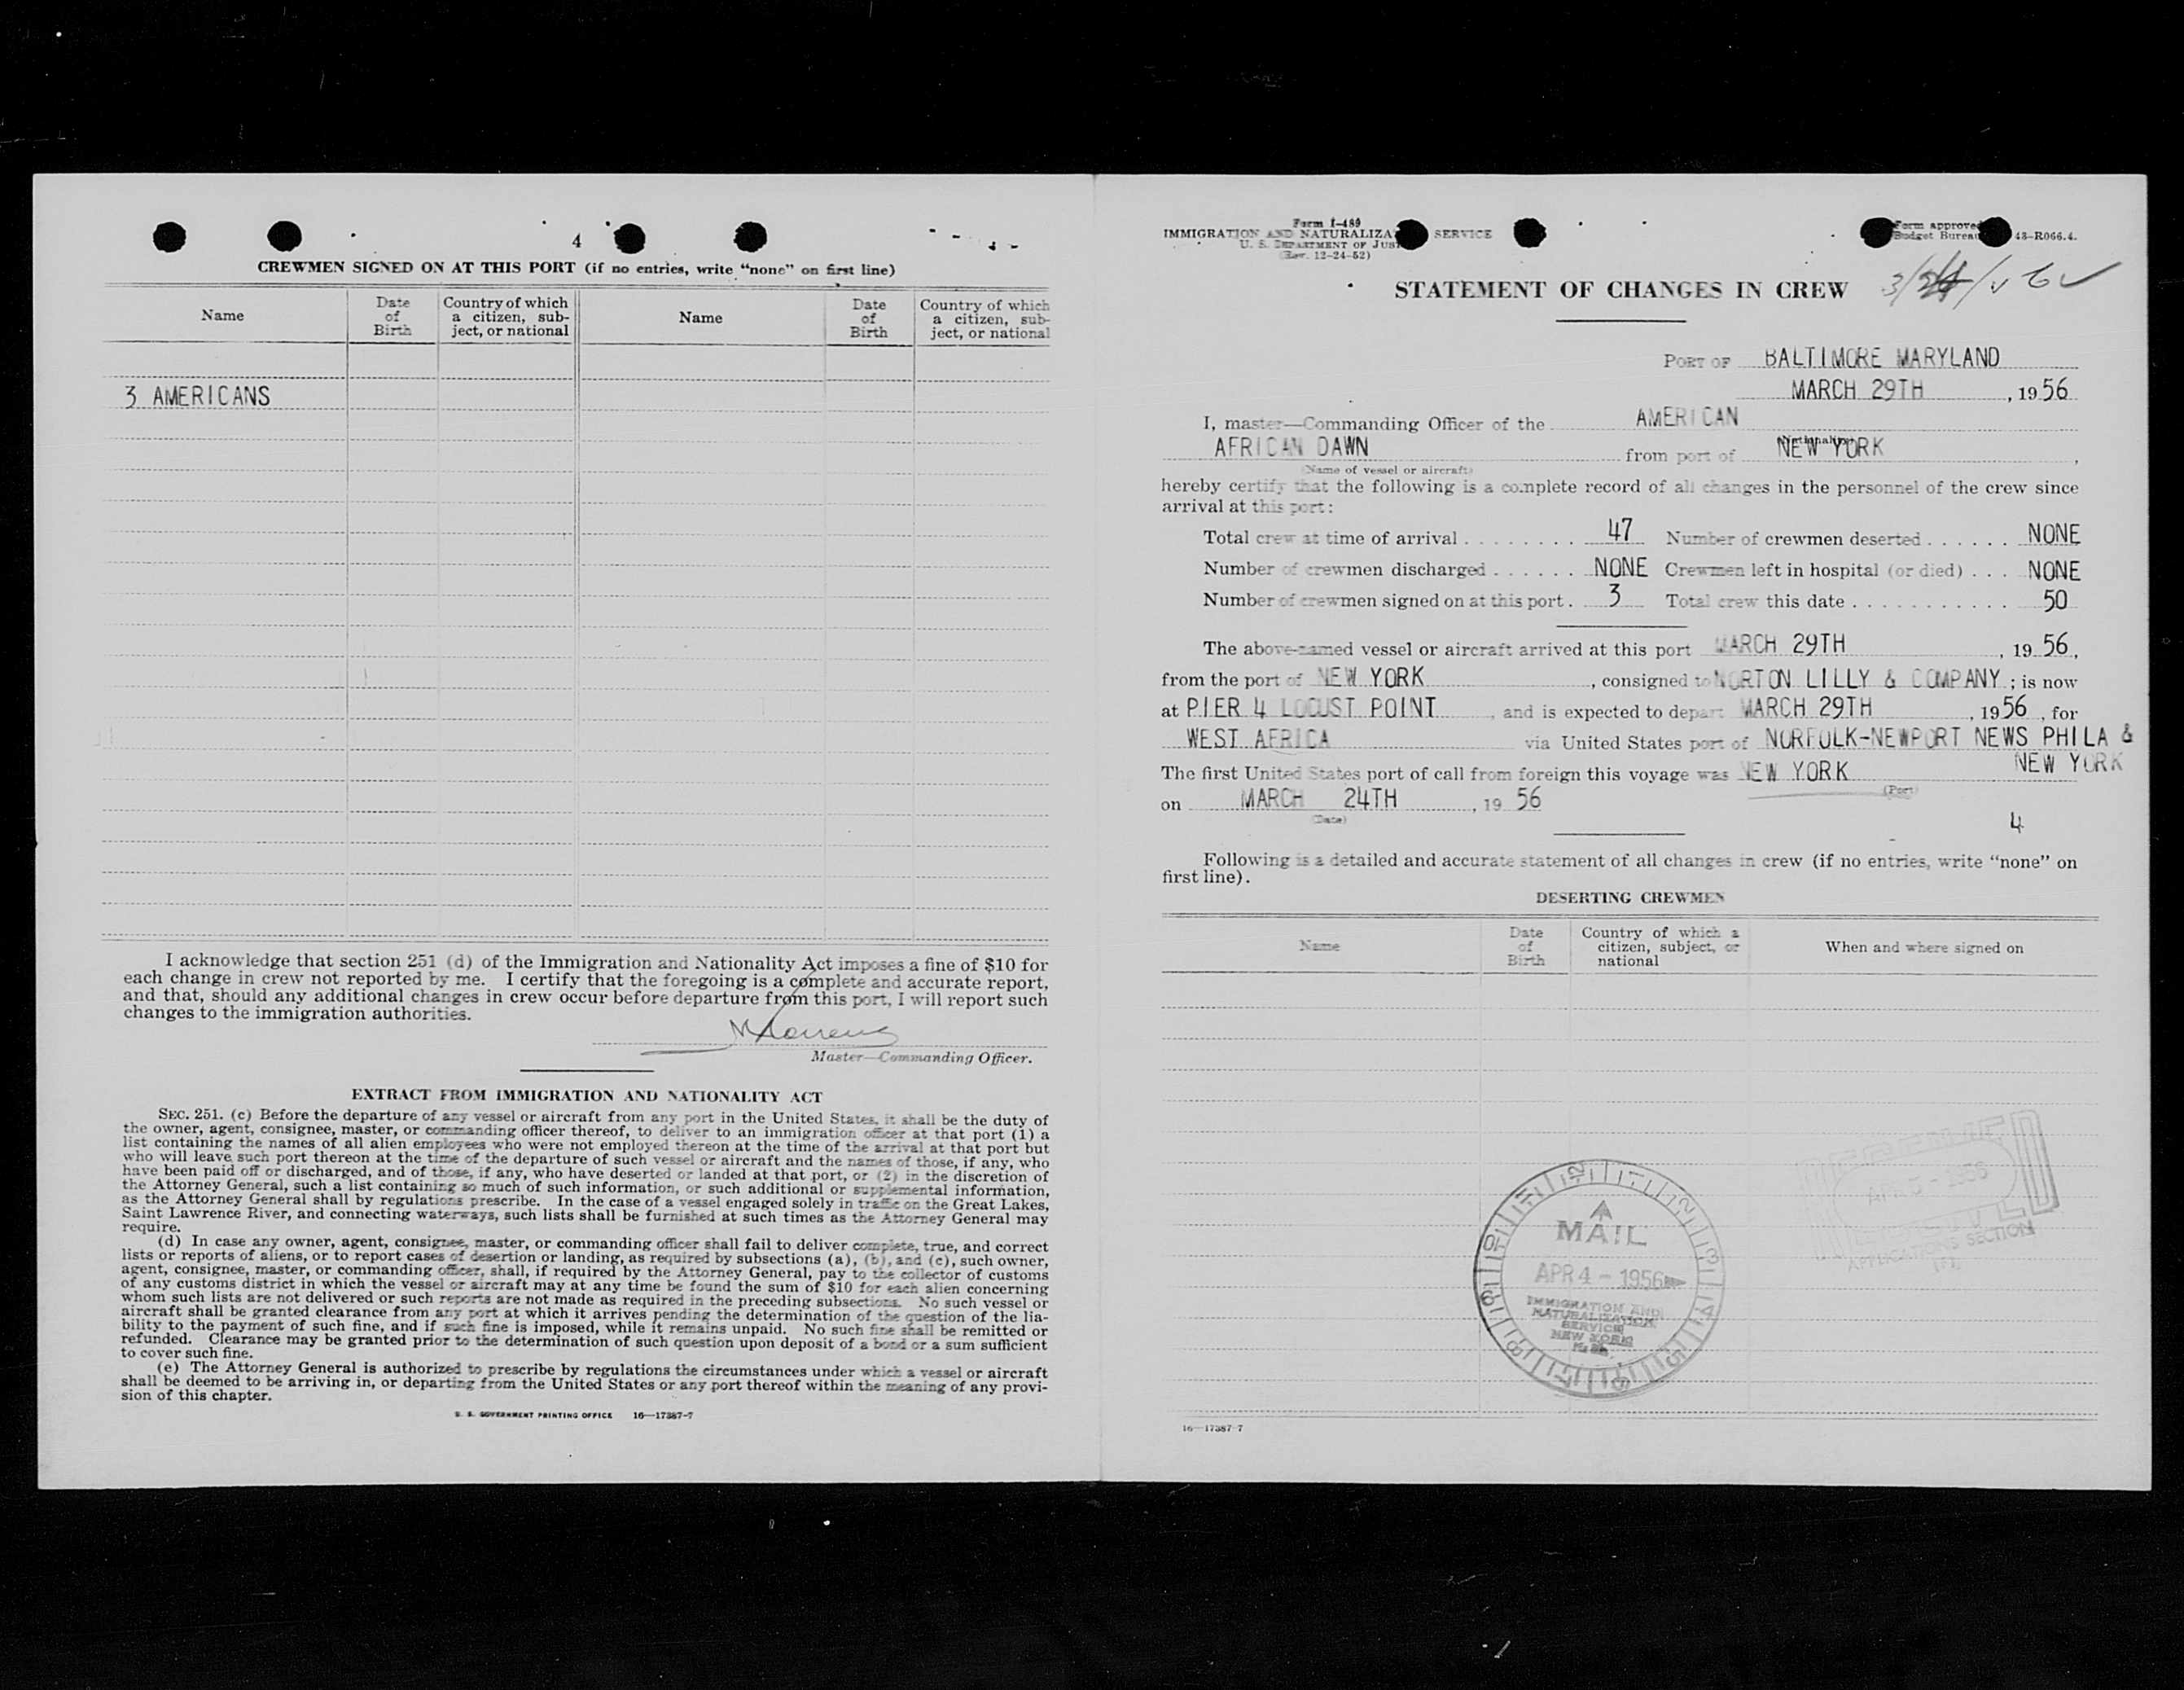 4
CREWMEN SIGNED ON AT THIS PORT (if no entries, write "none" on first line)
Name
Date of Birth
Country of which a citizen, subject, or national
Name
Date of Birth
Country of which a citizen, subject, or national
3 AMERICANS
I acknowledge that section 251 (d) of the Immigration and Nationality Act imposes a fine of $10 for
each change in crew not reported by me. I certify that the foregoing is a complete and accurate report,
and that, should any additional changes in crew occur before departure from this port, I will report such
changes to the immigration authorities.
Master—Commanding Officer.
EXTRACT FROM IMMIGRATION AND NATIONALITY ACT
SEC. 251. (c) Before the departure of any vessel or aircraft from any port in the United States, it shall be the duty of
the owner, agent, consignee, master, or commanding officer thereof, to deliver to an immigration officer at that port (1) a
list containing the names of all alien employees who were not employed thereon at the time of the arrival at that port but
who will leave such port thereon at the time of the departure of such vessel or aircraft and the names of those, if any, who
have been paid off or discharged, and of those, if any, who have deserted or landed at that port, or (2) in the discretion of
the Attorney General, such a list containing so much of such information, or such additional or supplemental information,
as the Attorney General shall by regulations prescribe. In the case of a vessel engaged solely in traffic on the Great Lakes,
Saint Lawrence River, and connecting waterways, such lists shall be furnished at such times as the Attorney General may
require.
(d) In case any owner, agent, consignee, master, or commanding officer shall fail to deliver complete, true, and correct
lists or reports of aliens, or to report cases of desertion or landing, as required by subsections (a), (b), and (c), such owner,
agent, consignee, master, or commanding officer, shall, if required by the Attorney General, pay to the collector of customs
of any customs district in which the vessel or aircraft may at any time be found the sum of $10 for each alien concerning
whom such lists are not delivered or such reports are not made as required in the preceding subsections. No such vessel or
aircraft shall be granted clearance from any port at which it arrives pending the determination of the question of the lia-
bility to the payment of such fine, and if such fine is imposed, while it remains unpaid. No such fine shall be remitted or
refunded. Clearance may be granted prior to the determination of such question upon deposit of a bond or a sum sufficient
to cover such fine.
(e) The Attorney General is authorized to prescribe by regulations the circumstances under which a vessel or aircraft
shall be deemed to be arriving in, or departing from the United States or any port thereof within the meaning of any provi-
sion of this chapter.
U. S. GOVERNMENT PRINTING OFFICE 16—17387-7
Form I-489
IMMIGRATION AND NATURALIZA SERVICE
U. S. DEPARTMENT OF JUS
(Rev. 12-24-52)
Form approve
Budget Burea 43-R066.4.
STATEMENT OF CHANGES IN CREW
PORT OF BALTIMORE MARYLAND
MARCH 29TH , 1956
I, master—Commanding Officer of the AMERICAN
(Nationality)
AFRICAN DAWN from port of NEW YORK ,
(Name of vessel or aircraft)
hereby certify that the following is a complete record of all changes in the personnel of the crew since
arrival at this port:
Total crew at time of arrival . . . . . . . . 47 Number of crewmen deserted . . . . . . NONE
Number of crewmen discharged . . . . . . NONE Crewmen left in hospital (or died) . . . NONE
Number of crewmen signed on at this port . 3 Total crew this date . . . . . . . . . . . 50
The above-named vessel or aircraft arrived at this port MARCH 29TH , 1956,
from the port of NEW YORK , consigned to NORTON LILLY & COMPANY ; is now
at PIER 4 LOCUST POINT , and is expected to depart MARCH 29TH , 1956 , for
WEST AFRICA via United States port of NORFOLK-NEWPORT NEWS PHILA &
NEW YORK
The first United States port of call from foreign this voyage was NEW YORK
(Port)
on MARCH 24TH , 19 56
(Date)
4
Following is a detailed and accurate statement of all changes in crew (if no entries, write "none" on
first line).
DESERTING CREWMEN
Name
Date of Birth
Country of which a citizen, subject, or national
When and where signed on
MAIL
APR 4 - 1956
IMMIGRATION AND
NATURALIZATION
SERVICE
NEW YORK
APR 5 - 1956
APPLICATIONS SECTION
16—17387-7